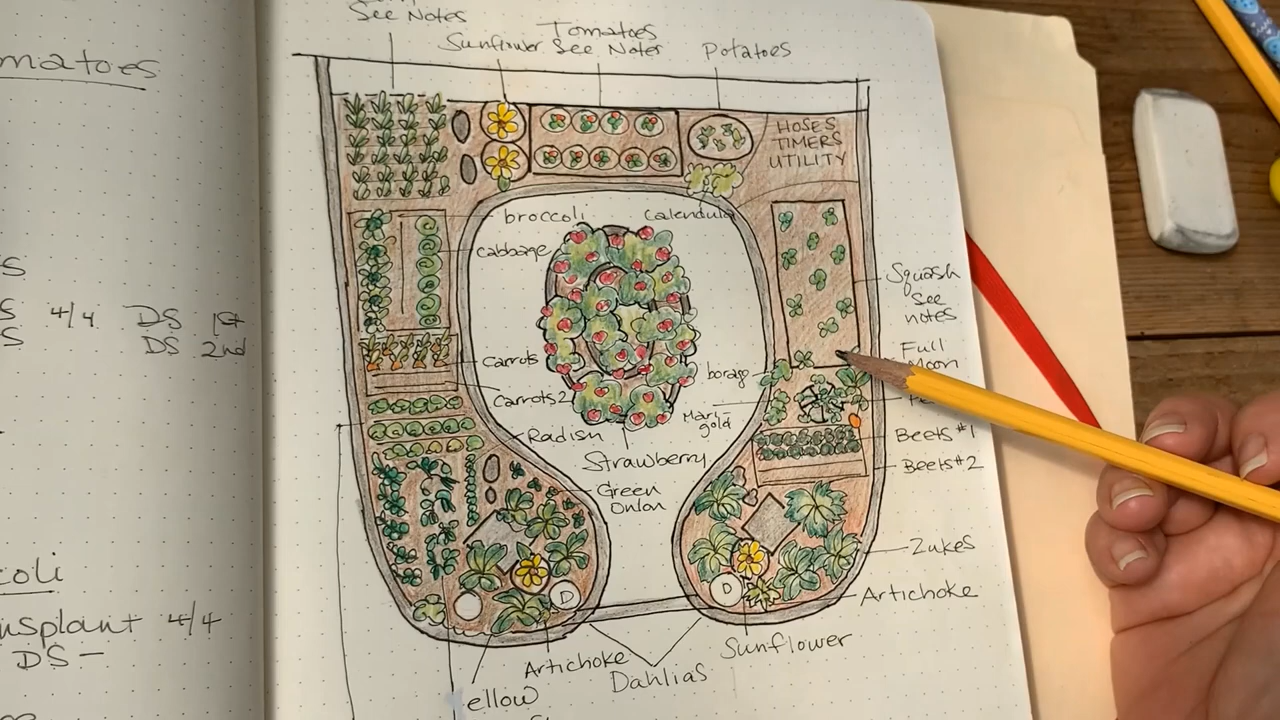 matoes
S
S 4/4 DS 1st
S DS 2nd
coli
nsplant 4/4
DS -
See Notes
Sunflower
Tomatoes
See Notes
Potatoes
HOSES
TIMERS
UTILITY
broccoli
Calendula
cabbage
Squash
See
notes
Carrots
Full
Moon
borage
Carrots 2
Mari-
gold
Radish
Beets #1
Strawberry
Beets #2
Green
Onion
Zukes
D
D
Artichoke
Sunflower
Artichoke
Dahlias
ellow